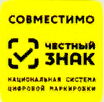 СОВМЕСТИМО
ЧЕСТНЫЙ
ЗНАК
НАЦИОНАЛЬНАЯ СИСТЕМА
ЦИФРОВОЙ МАРКИРОВКИ